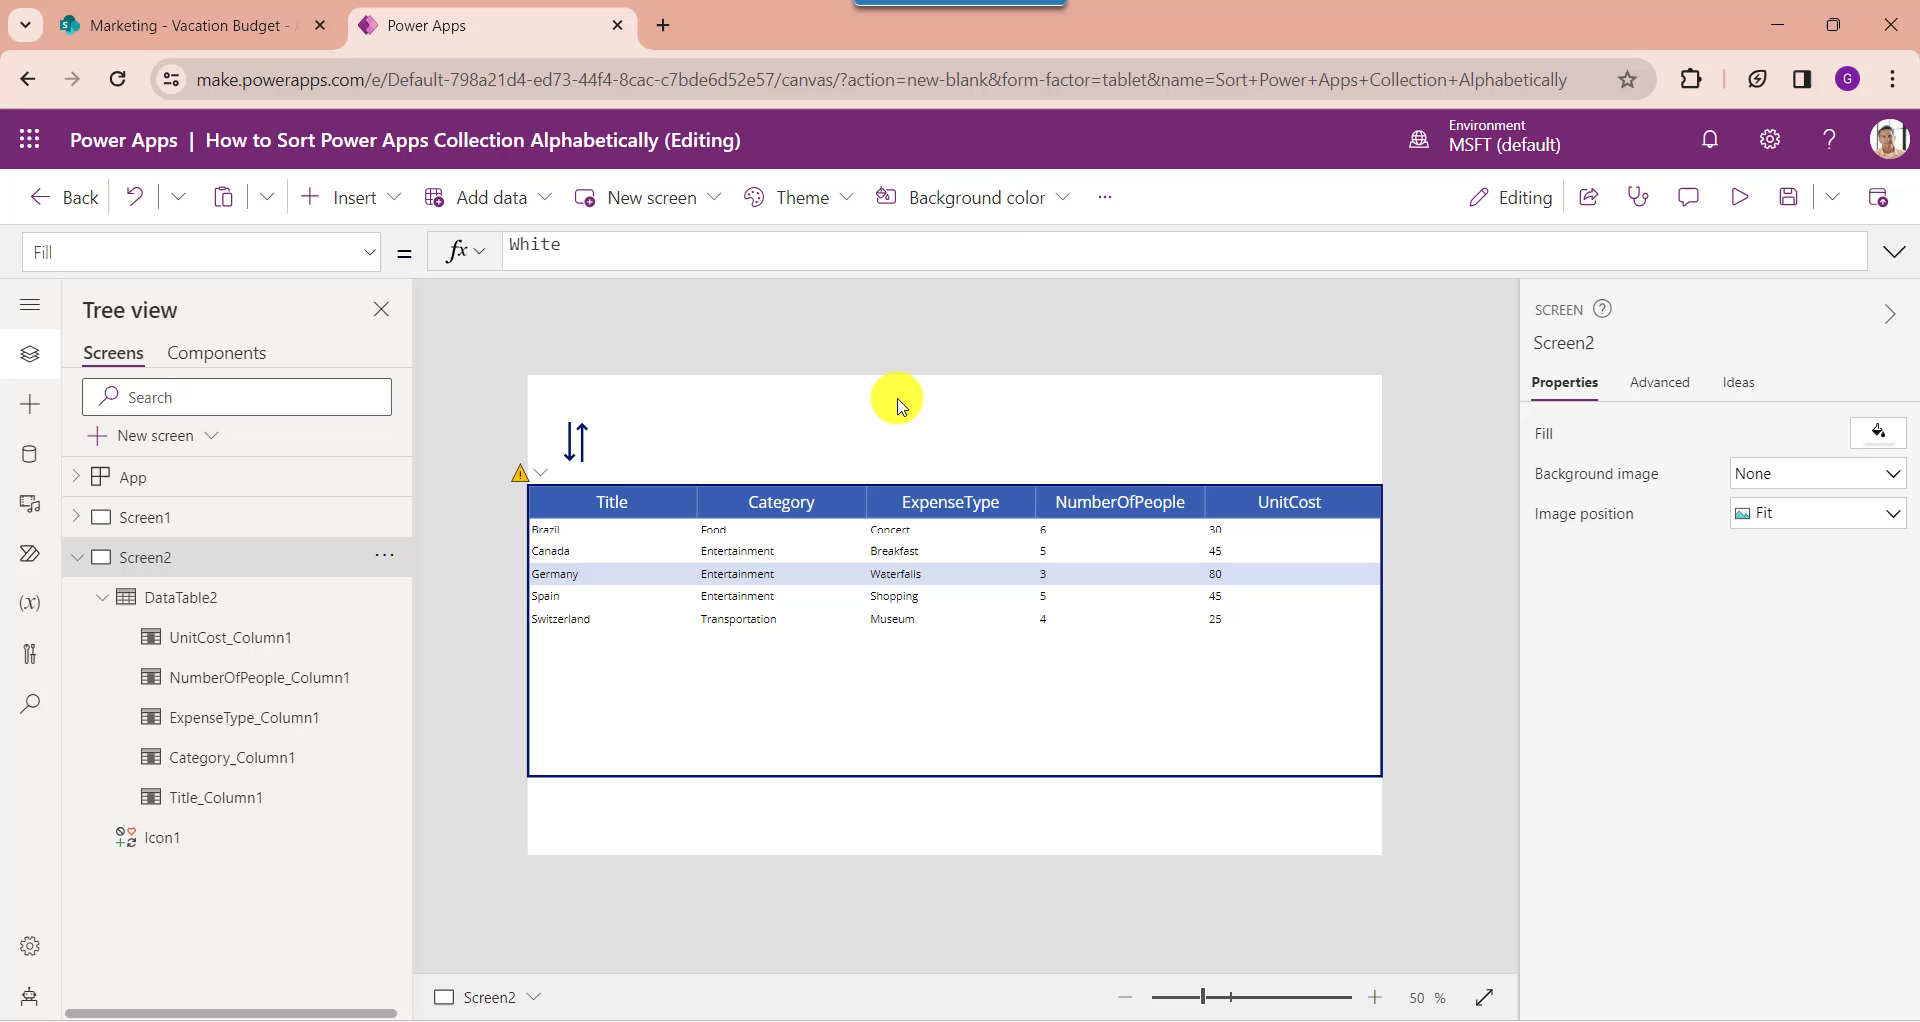 Marketing - Vacation Budget -
Power Apps
make.powerapps.com/e/Default-798a21d4-ed73-44f4-8cac-c7bde6d52e57/canvas/?action=new-blank&form-factor=tablet&name=Sort+Power+Apps+Collection+Alphabetically
G
Power Apps | How to Sort Power Apps Collection Alphabetically (Editing)
Environment
MSFT (default)
Back
Insert
Add data
New screen
Theme
Background color
Editing
Fill
=
fx
White
Tree view
Screens
Components
Search
New screen
App
Screen1
Screen2
DataTable2
UnitCost_Column1
NumberOfPeople_Column1
ExpenseType_Column1
Category_Column1
Title_Column1
Icon1
Title Category ExpenseType NumberOfPeople UnitCost
Brazil Food Concert 6 30
Canada Entertainment Breakfast 5 45
Germany Entertainment Waterfalls 3 80
Spain Entertainment Shopping 5 45
Switzerland Transportation Museum 4 25
SCREEN
Screen2
Properties
Advanced
Ideas
Fill
Background image
None
Image position
Fit
Screen2
50 %